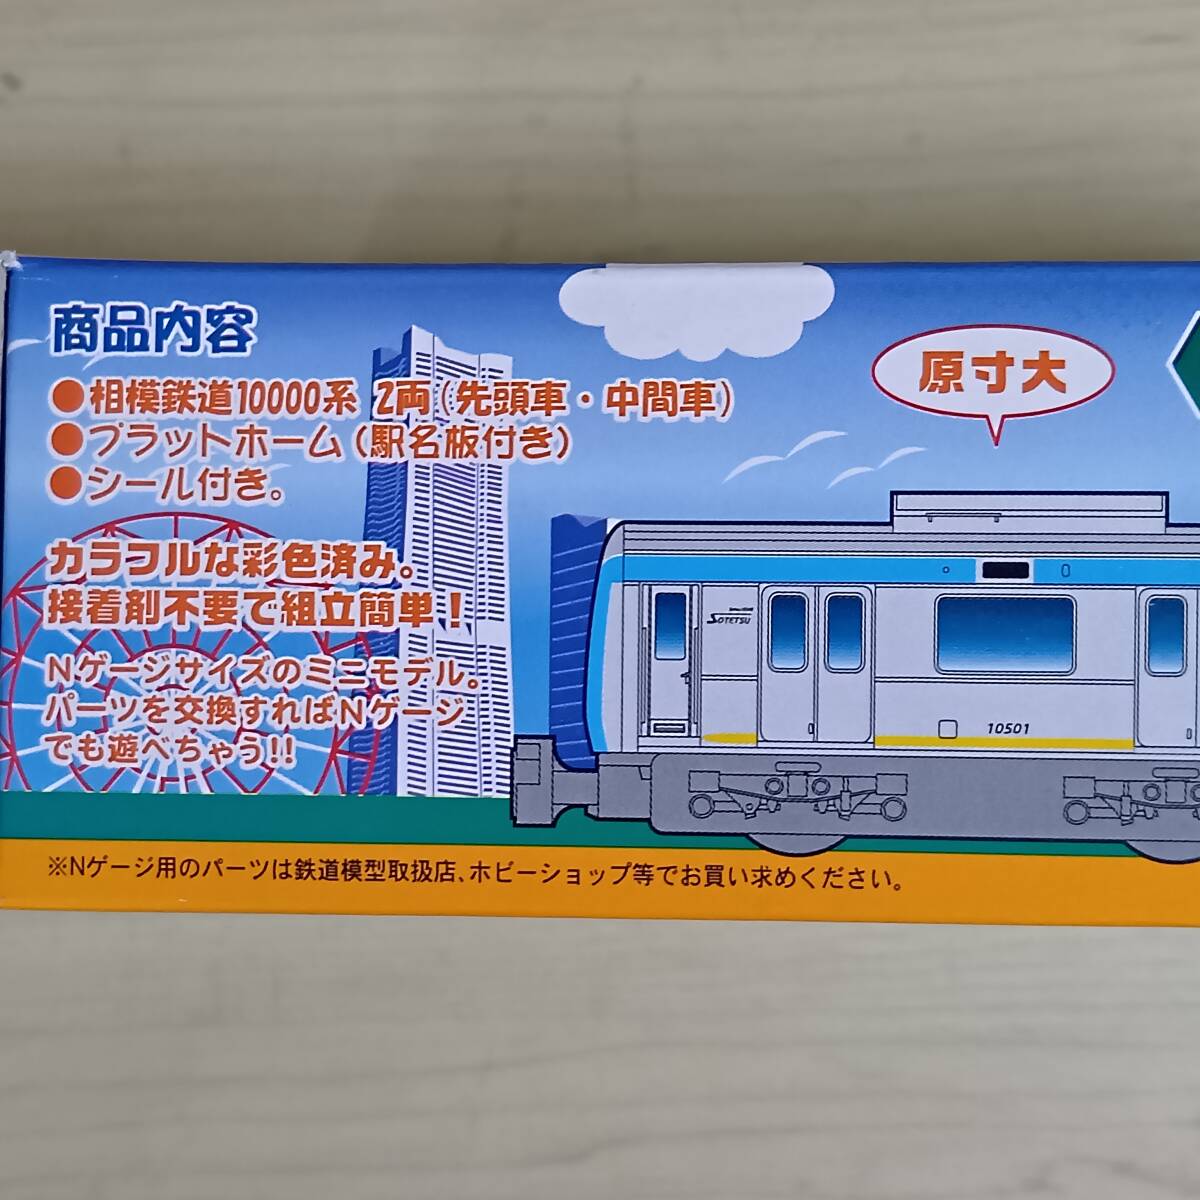 商品内容
●相模鉄道10000系 2両(先頭車・中間車)
●プラットホーム(駅名板付き)
●シール付き。
カラフルな彩色済み。
接着剤不要で組立簡単!
Nゲージサイズのミニモデル。
パーツを交換すればNゲージ
でも遊べちゃう!!
原寸大
SOTETSU
10501
※Nゲージ用のパーツは鉄道模型取扱店、ホビーショップ等でお買い求めください。